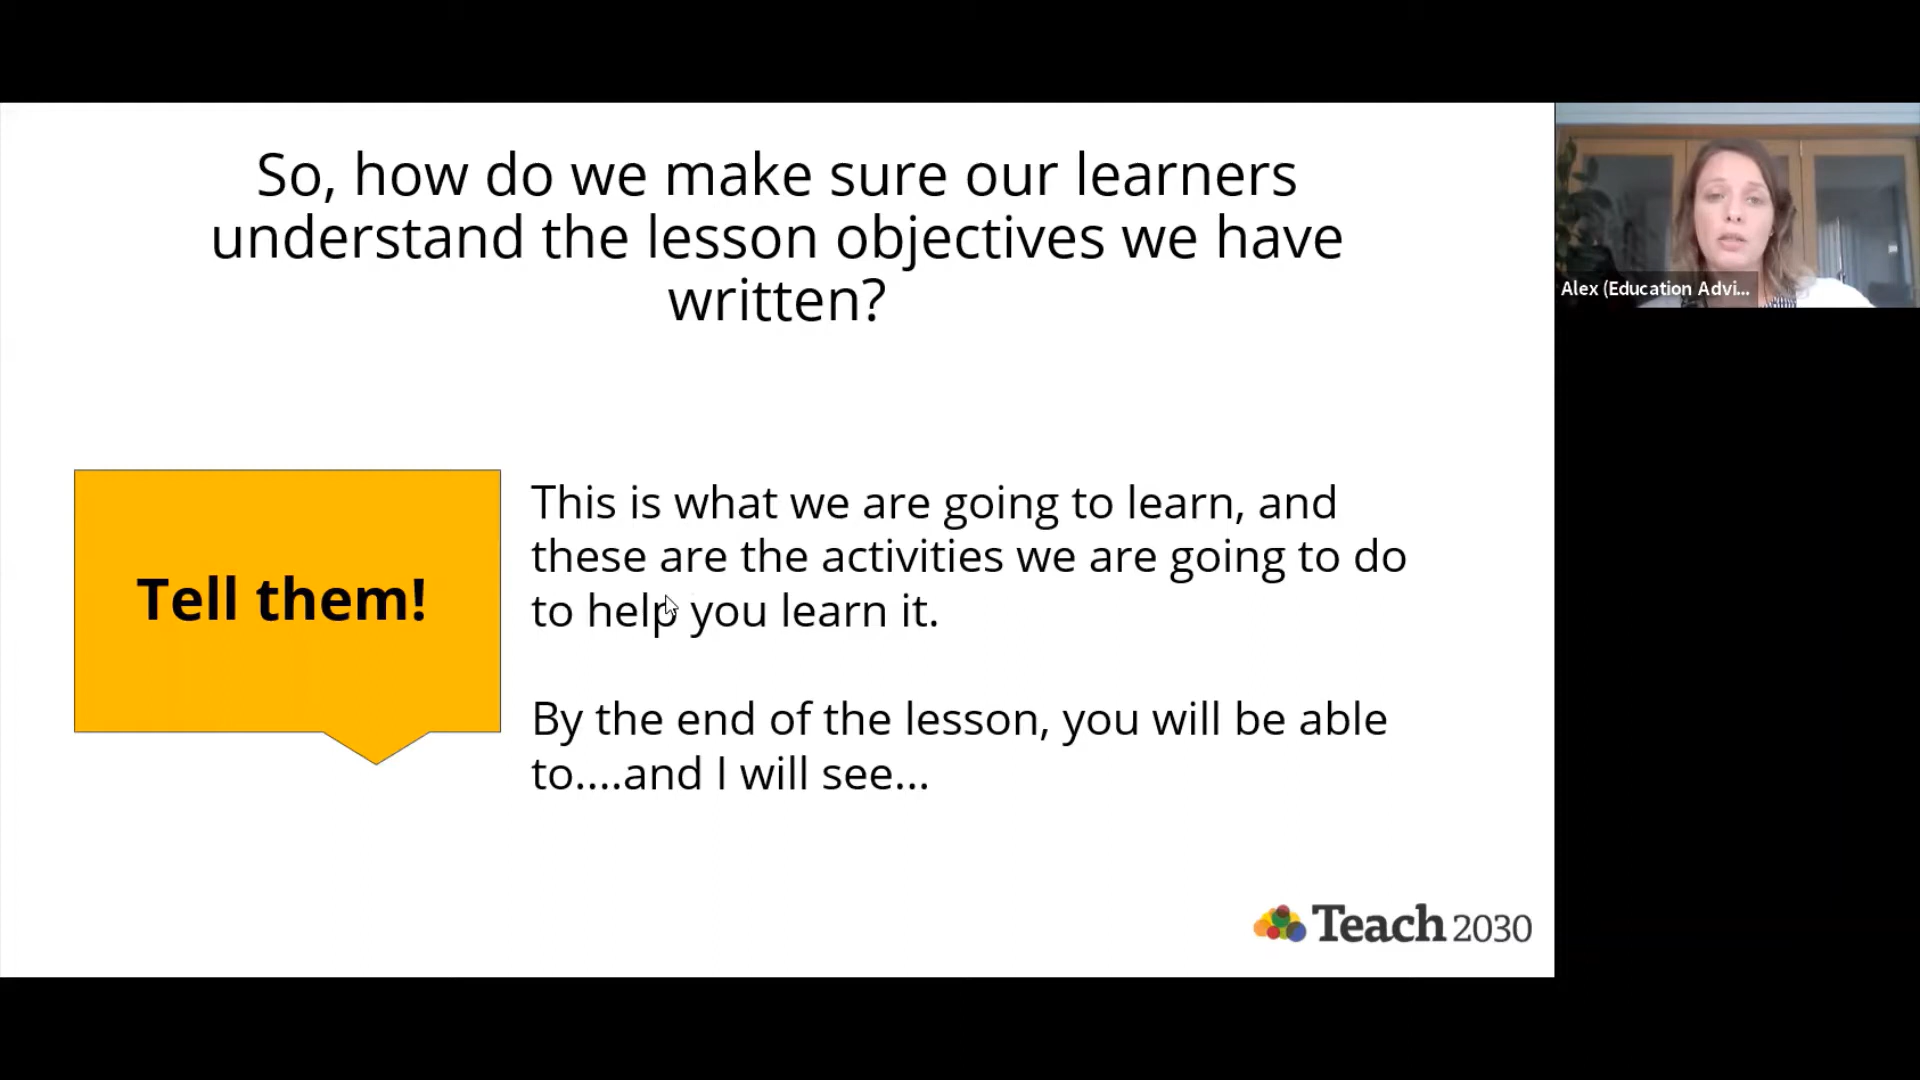 So, how do we make sure our learners
understand the lesson objectives we have
written?
Tell them!
This is what we are going to learn, and
these are the activities we are going to do
to help you learn it.
By the end of the lesson, you will be able
to....and I will see...
Teach 2030
Alex (Education Advi...